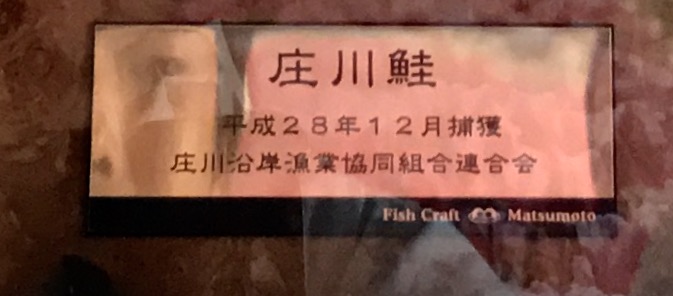 庄川鮭
平成２８年１２月捕獲
庄川沿岸漁業協同組合連合会
Fish Craft Matsumoto